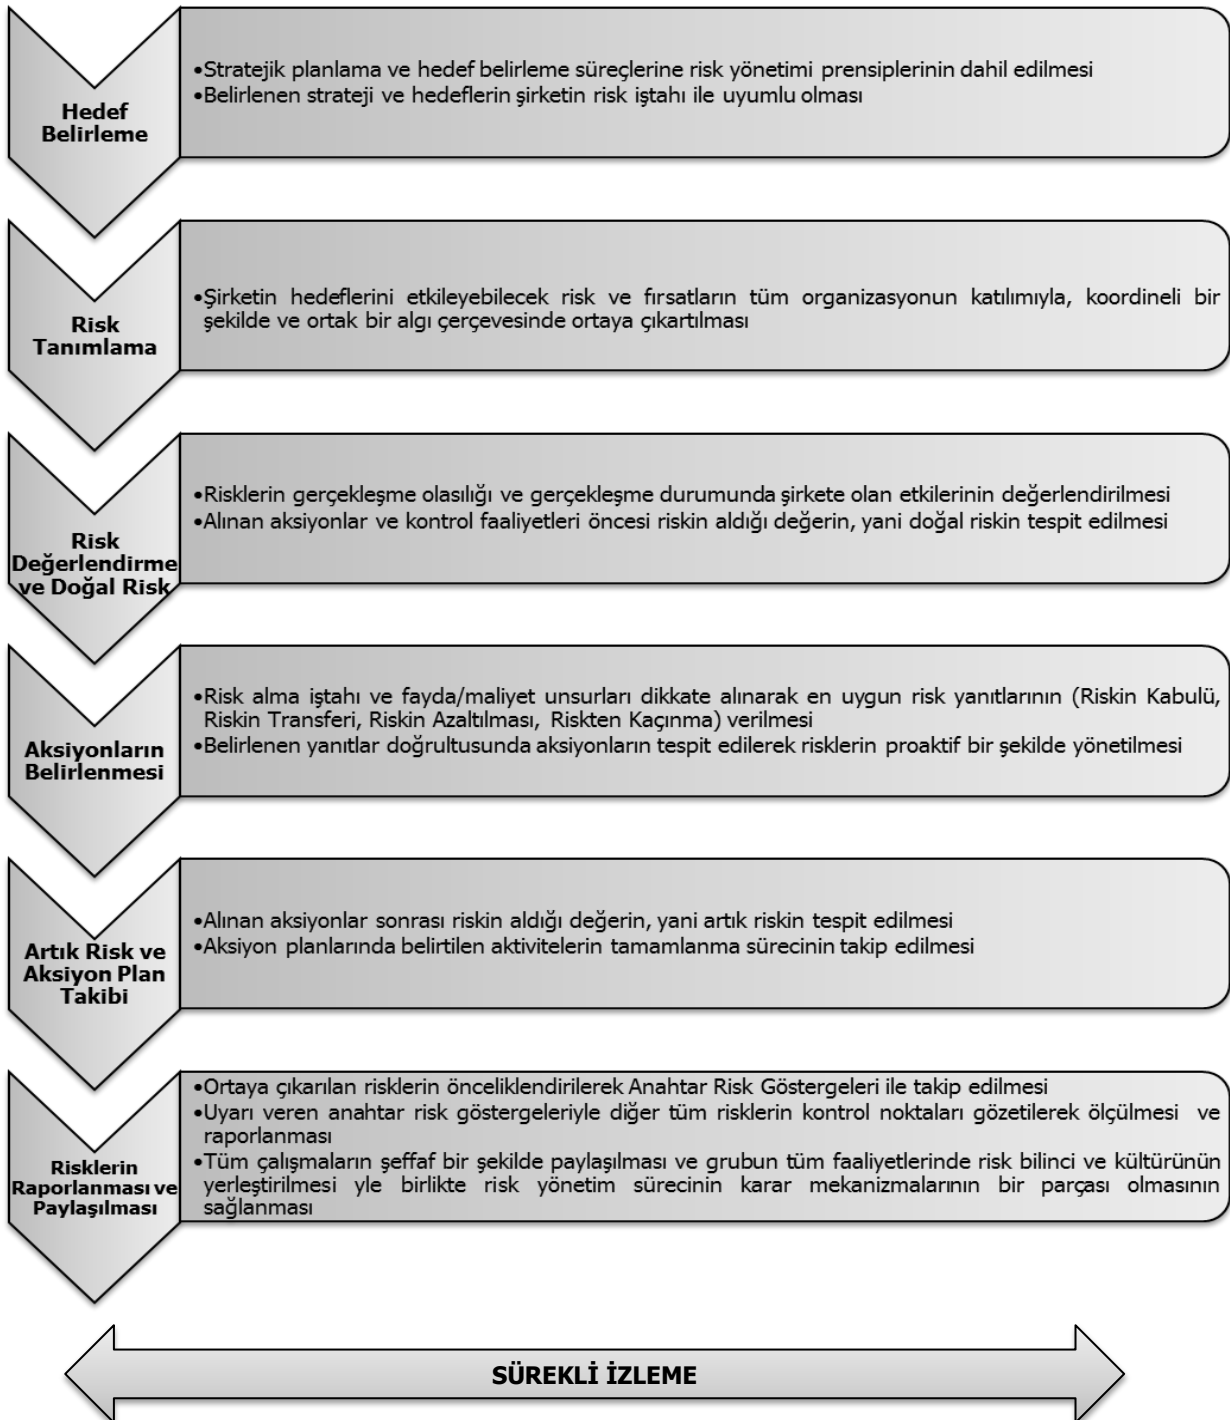 Hedef
Belirleme
•Stratejik planlama ve hedef belirleme süreçlerine risk yönetimi prensiplerinin dahil edilmesi
•Belirlenen strateji ve hedeflerin şirketin risk iştahı ile uyumlu olması
Risk
Tanımlama
•Şirketin hedeflerini etkileyebilecek risk ve fırsatların tüm organizasyonun katılımıyla, koordineli bir
şekilde ve ortak bir algı çerçevesinde ortaya çıkartılması
Risk
Değerlendirme
ve Doğal Risk
•Risklerin gerçekleşme olasılığı ve gerçekleşme durumunda şirkete olan etkilerinin değerlendirilmesi
•Alınan aksiyonlar ve kontrol faaliyetleri öncesi riskin aldığı değerin, yani doğal riskin tespit edilmesi
Aksiyonların
Belirlenmesi
•Risk alma iştahı ve fayda/maliyet unsurları dikkate alınarak en uygun risk yanıtlarının (Riskin Kabulü,
Riskin Transferi, Riskin Azaltılması, Riskten Kaçınma) verilmesi
•Belirlenen yanıtlar doğrultusunda aksiyonların tespit edilerek risklerin proaktif bir şekilde yönetilmesi
Artık Risk ve
Aksiyon Plan
Takibi
•Alınan aksiyonlar sonrası riskin aldığı değerin, yani artık riskin tespit edilmesi
•Aksiyon planlarında belirtilen aktivitelerin tamamlanma sürecinin takip edilmesi
Risklerin
Raporlanması ve
Paylaşılması
•Ortaya çıkarılan risklerin önceliklendirilerek Anahtar Risk Göstergeleri ile takip edilmesi
•Uyarı veren anahtar risk göstergeleriyle diğer tüm risklerin kontrol noktaları gözetilerek ölçülmesi ve
raporlanması
•Tüm çalışmaların şeffaf bir şekilde paylaşılması ve grubun tüm faaliyetlerinde risk bilinci ve kültürünün
yerleştirilmesi yle birlikte risk yönetim sürecinin karar mekanizmalarının bir parçası olmasının
sağlanması
SÜREKLİ İZLEME